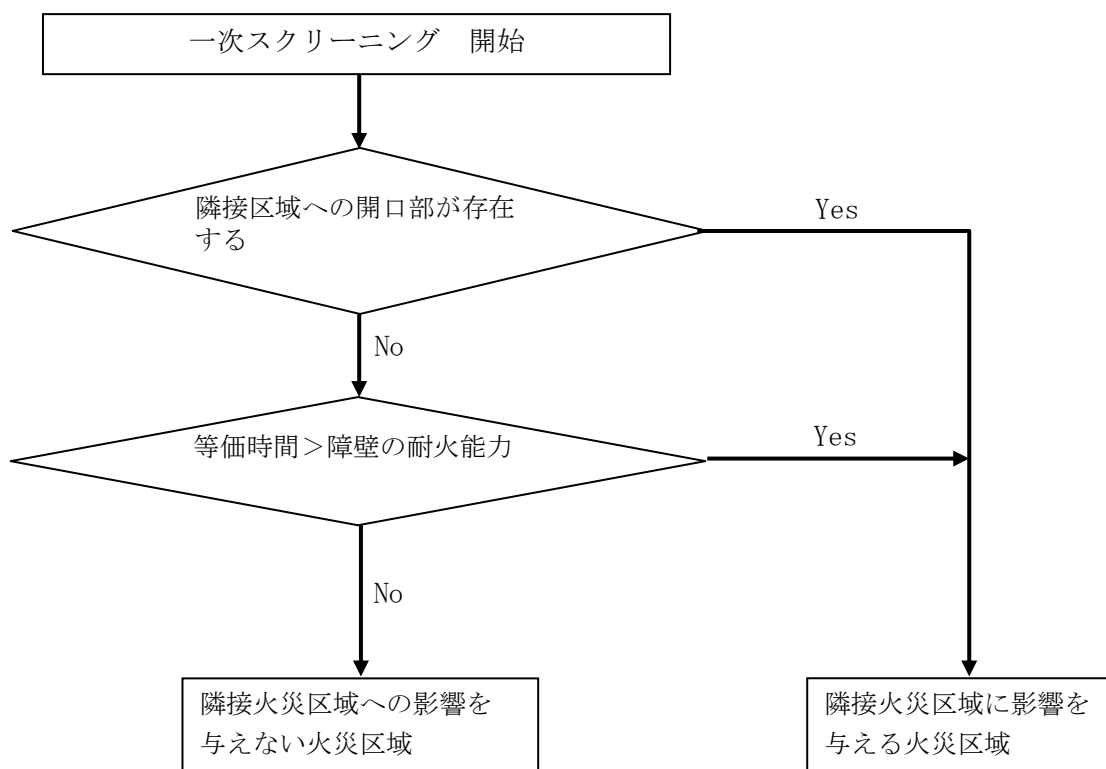 一次スクリーニング　開始
隣接区域への開口部が存在
する
Yes
No
等価時間＞障壁の耐火能力
Yes
No
隣接火災区域への影響を
与えない火災区域
隣接火災区域に影響を
与える火災区域